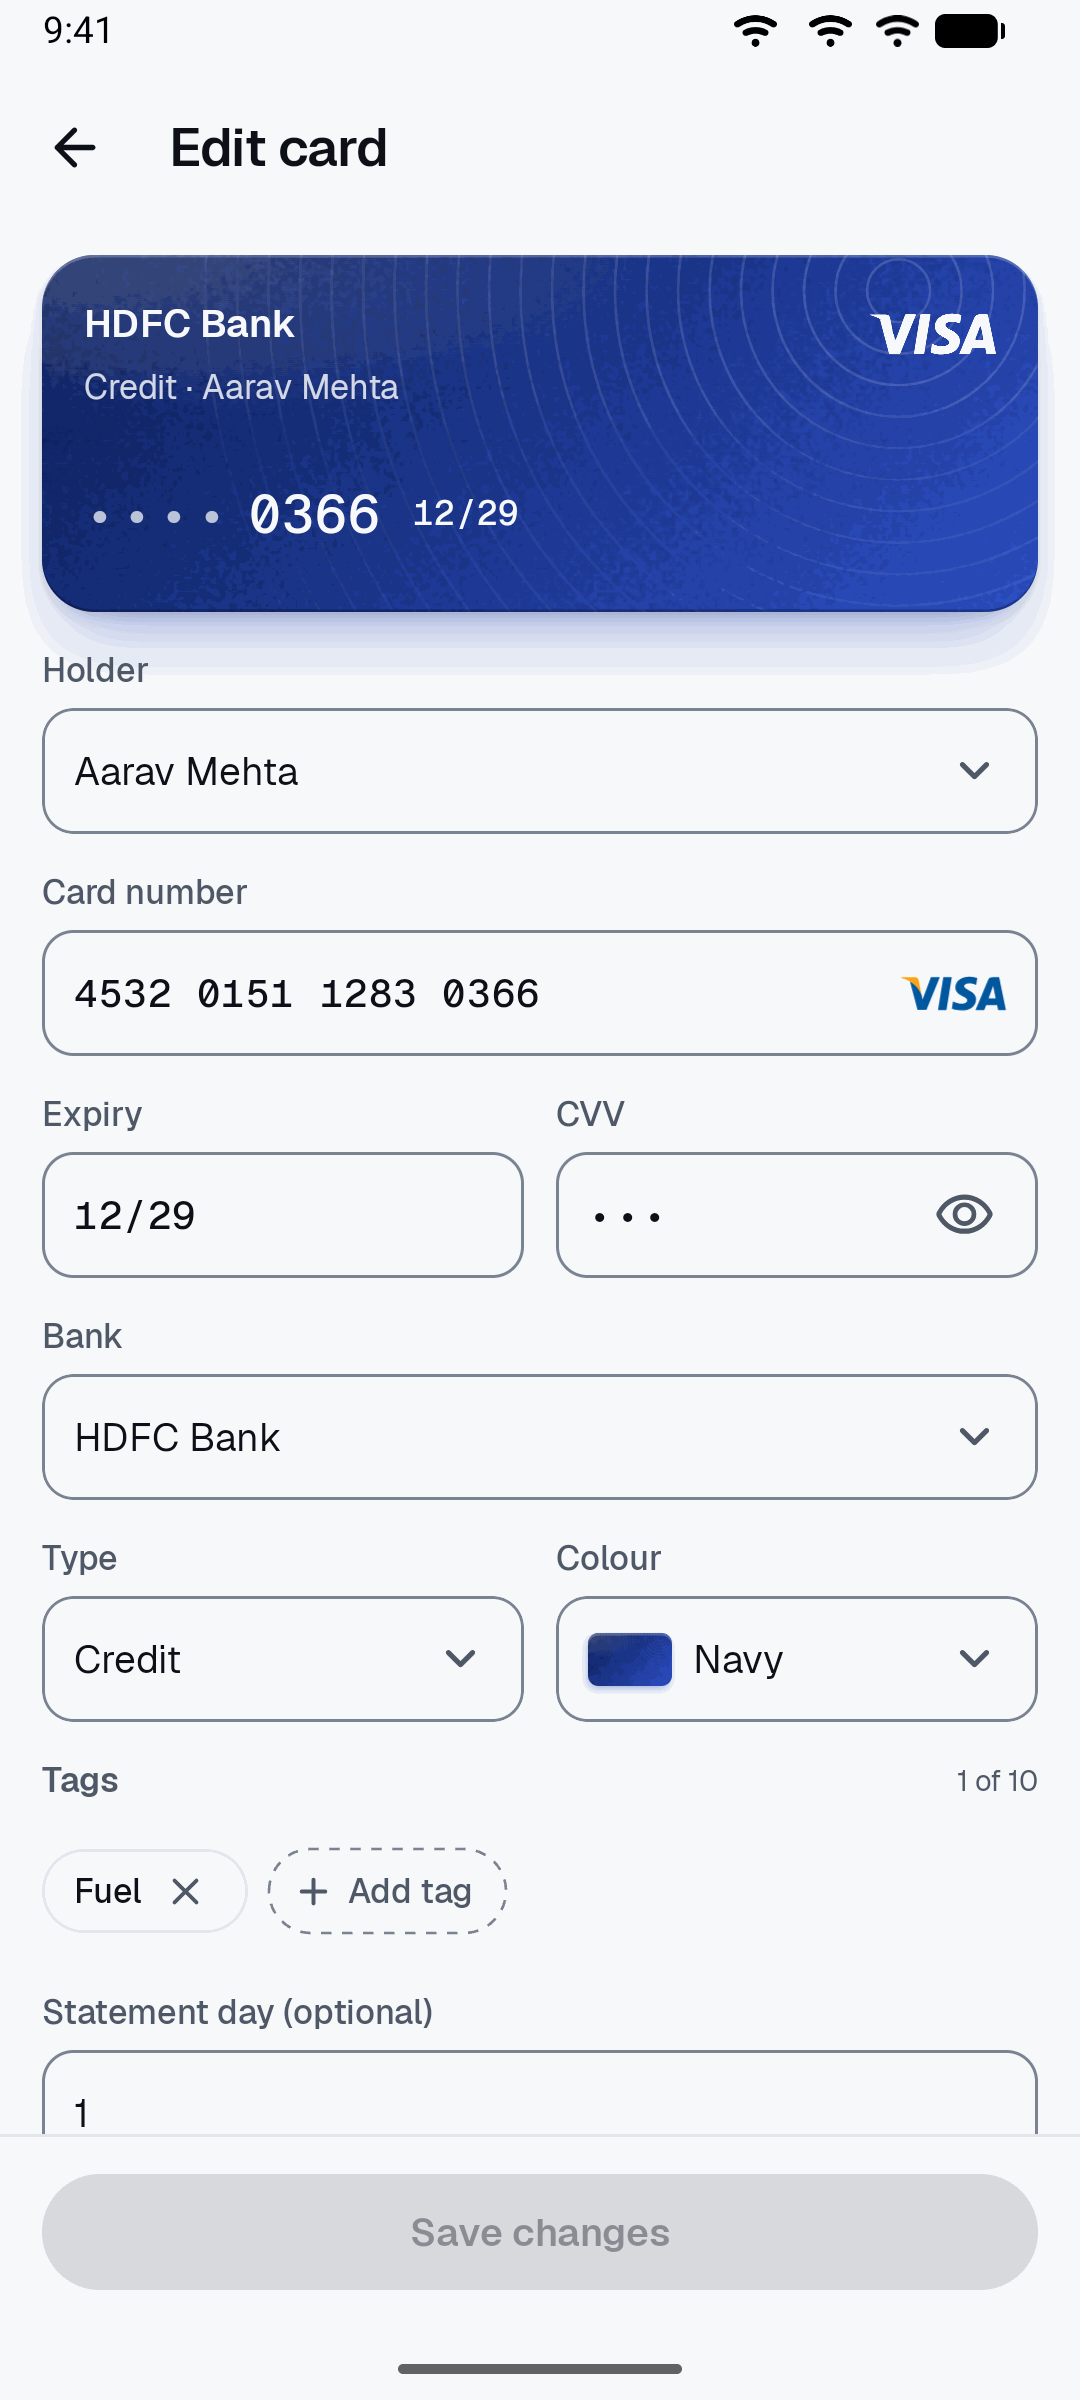 9:41
Edit card
HDFC Bank
VISA
Credit · Aarav Mehta
•••• 0366 12/29
Holder
Aarav Mehta
Card number
4532 0151 1283 0366
VISA
Expiry
CVV
12/29
•••
Bank
HDFC Bank
Type
Colour
Credit
Navy
Tags
1 of 10
Fuel
Add tag
Statement day (optional)
1
Save changes